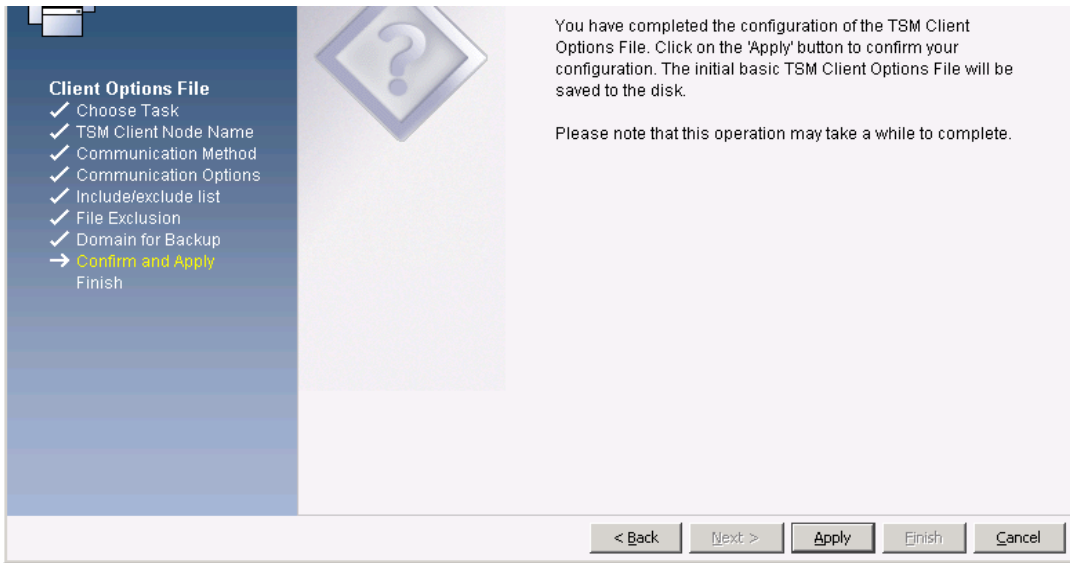 Client Options File
Choose Task
TSM Client Node Name
Communication Method
Communication Options
Include/exclude list
File Exclusion
Domain for Backup
Confirm and Apply
Finish
You have completed the configuration of the TSM Client
Options File. Click on the 'Apply' button to confirm your
configuration. The initial basic TSM Client Options File will be
saved to the disk.
Please note that this operation may take a while to complete.
< Back
Next >
Apply
Finish
Cancel